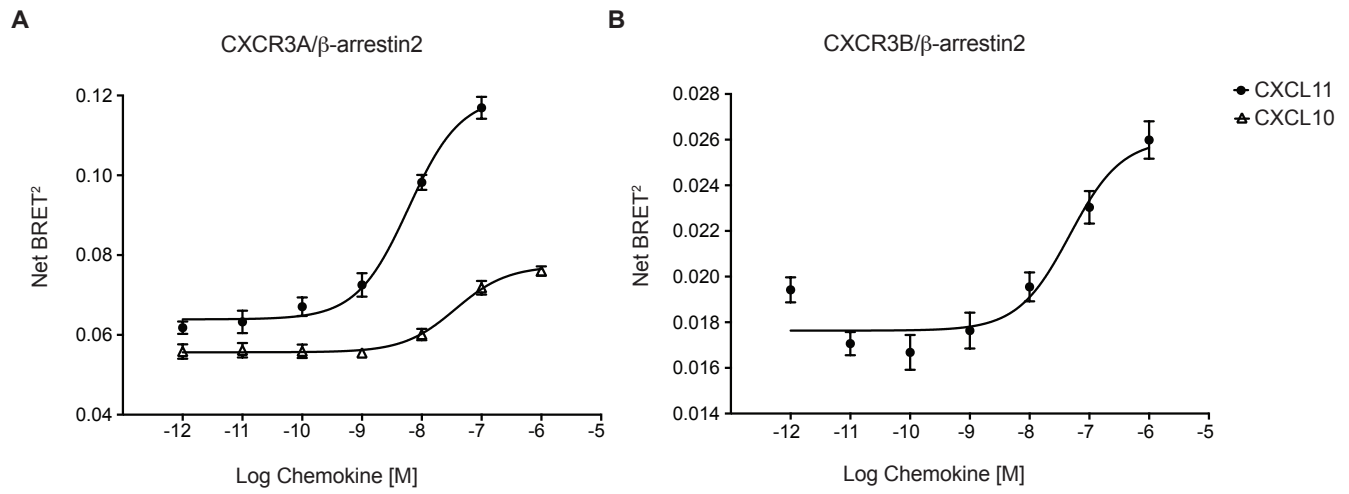 A
CXCR3A/β-arrestin2
0.12
0.10
0.08
0.06
0.04
Net BRET²
-12 -11 -10 -9 -8 -7 -6 -5
Log Chemokine [M]
B
CXCR3B/β-arrestin2
0.028
0.026
0.024
0.022
0.020
0.018
0.016
0.014
Net BRET²
-12 -11 -10 -9 -8 -7 -6 -5
Log Chemokine [M]
CXCL11
CXCL10